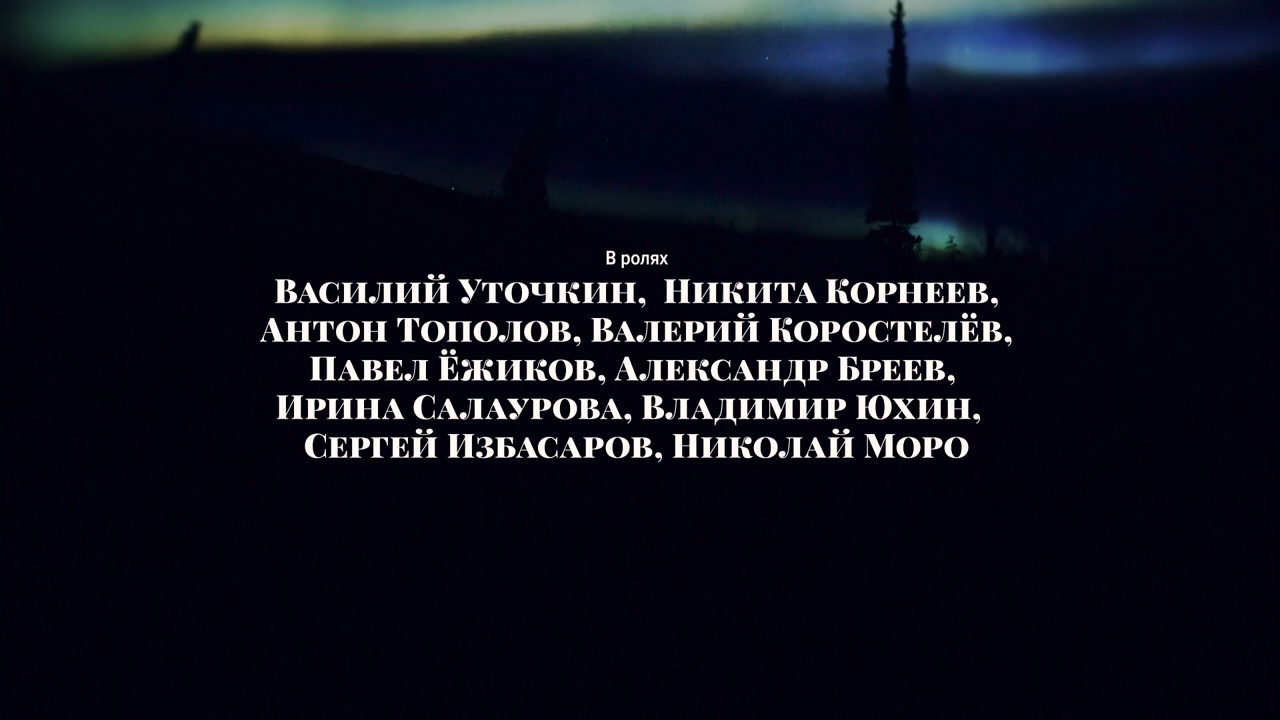 В ролях
Василий Уточкин, Никита Корнеев,
Антон Тополов, Валерий Коростелёв,
Павел Ёжиков, Александр Бреев,
Ирина Салаурова, Владимир Юхин,
Сергей Избасаров, Николай Моро